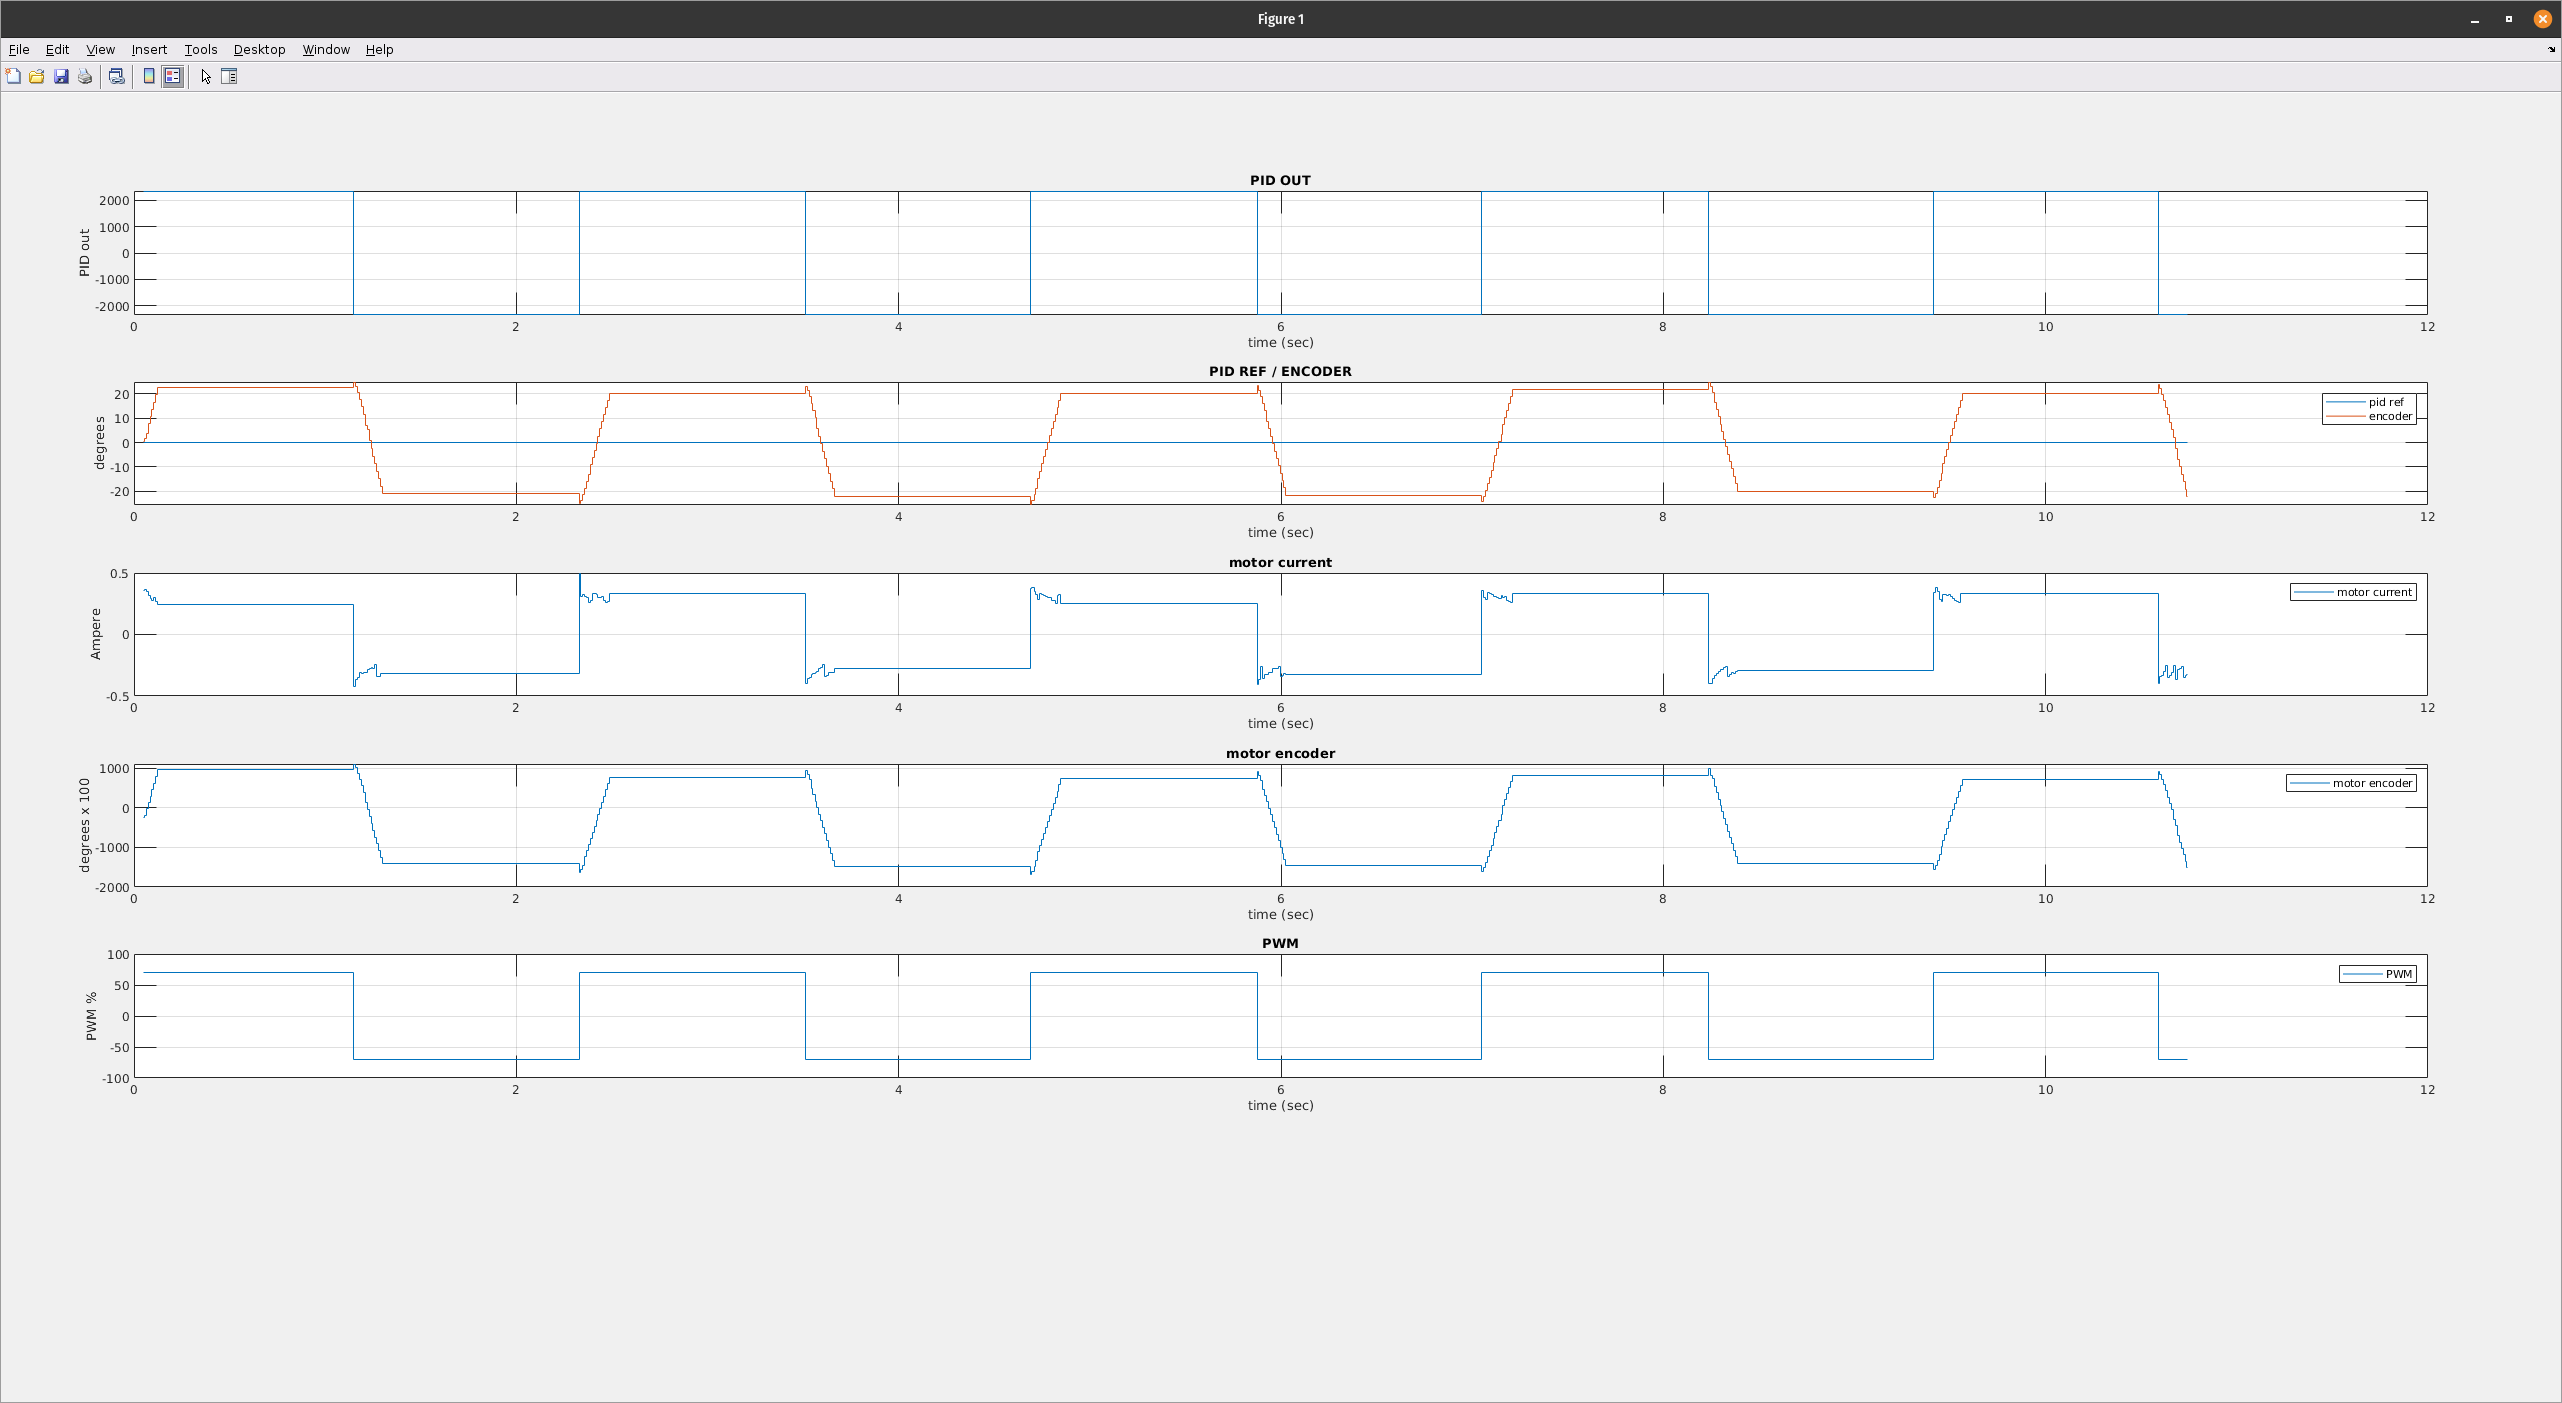 Figure 1
File Edit View Insert Tools Desktop Window Help
PID OUT
PID out
2000
1000
0
-1000
-2000
0 2 4 6 8 10 12
time (sec)
PID REF / ENCODER
degrees
20
10
0
-10
-20
pid ref
encoder
0 2 4 6 8 10 12
time (sec)
motor current
Ampere
0.5
0
-0.5
motor current
0 2 4 6 8 10 12
time (sec)
motor encoder
degrees x 100
1000
0
-1000
-2000
motor encoder
0 2 4 6 8 10 12
time (sec)
PWM
PWM %
100
50
0
-50
-100
PWM
0 2 4 6 8 10 12
time (sec)